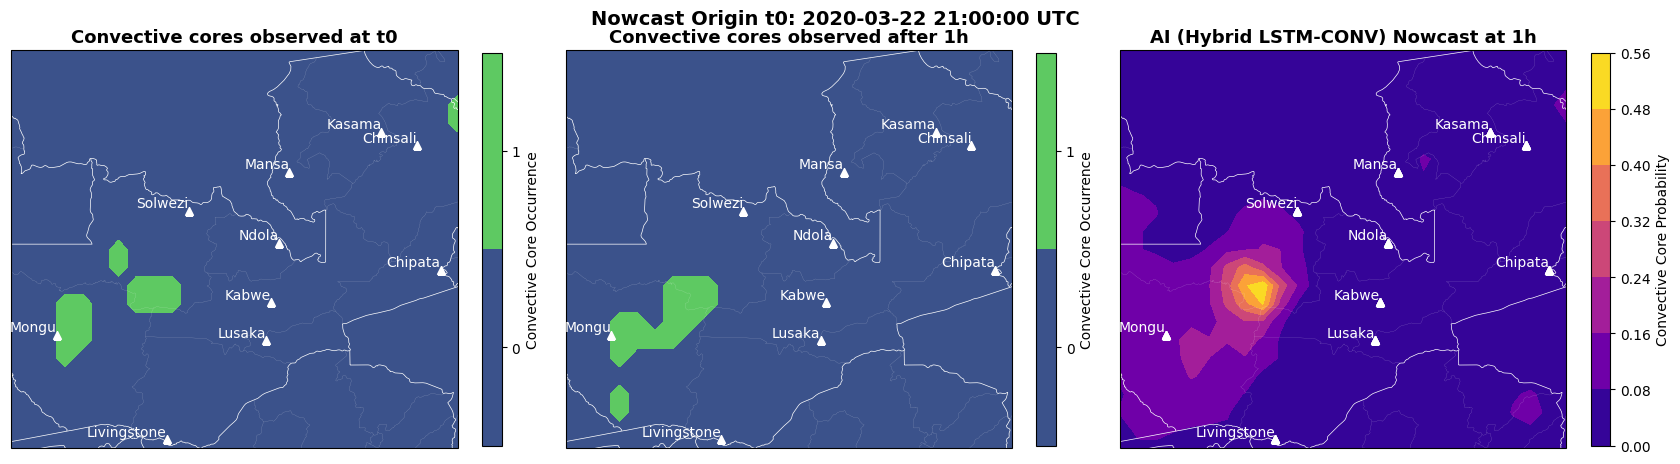 Nowcast Origin t0: 2020-03-22 21:00:00 UTC
Convective cores observed at t0
Kasama
Chinsali
Mansa
Solwezi
Ndola
Chipata
Kabwe
Mongu
Lusaka
Livingstone
1
0
Convective Core Occurrence
Convective cores observed after 1h
Kasama
Chinsali
Mansa
Solwezi
Ndola
Chipata
Kabwe
Mongu
Lusaka
Livingstone
1
0
Convective Core Occurrence
AI (Hybrid LSTM-CONV) Nowcast at 1h
Kasama
Chinsali
Mansa
Solwezi
Ndola
Chipata
Kabwe
Mongu
Lusaka
Livingstone
0.56
0.48
0.40
0.32
0.24
0.16
0.08
0.00
Convective Core Probability